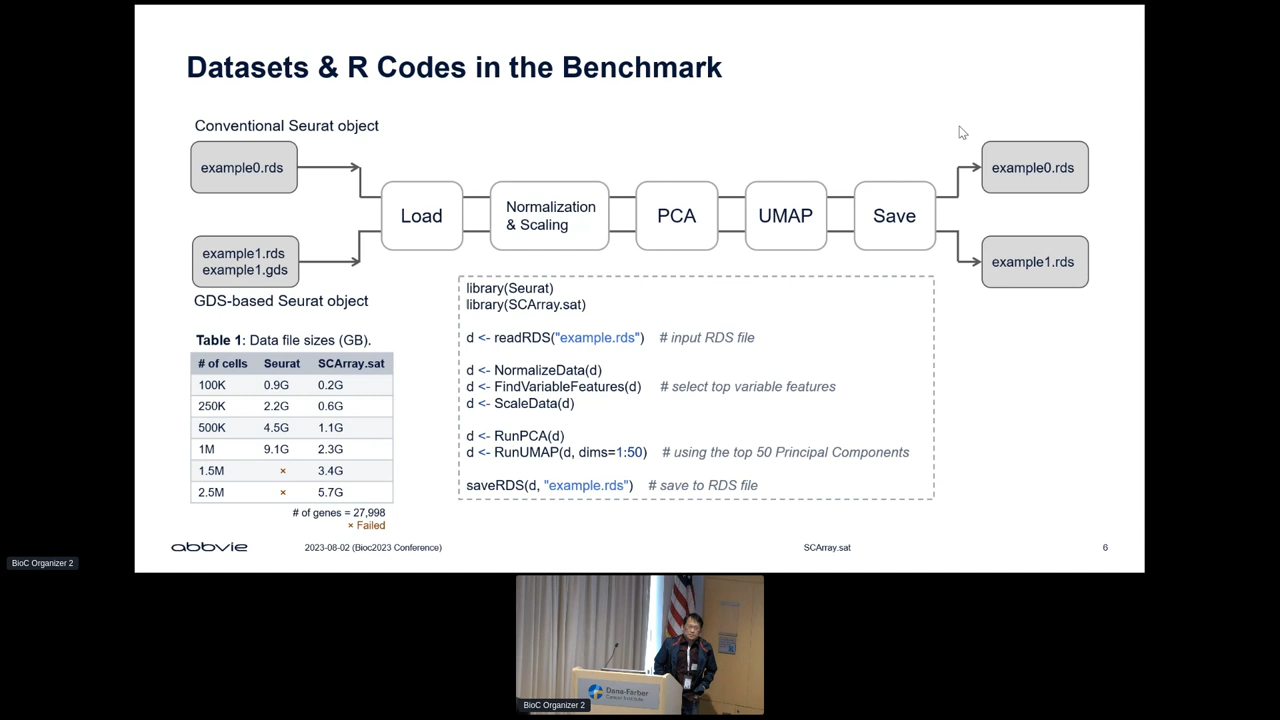 Datasets & R Codes in the Benchmark
Conventional Seurat object
example0.rds
example1.rds
example1.gds
GDS-based Seurat object
Load
Normalization
& Scaling
PCA
UMAP
Save
example0.rds
example1.rds
Table 1: Data file sizes (GB).
# of cells Seurat SCArray.sat
100K 0.9G 0.2G
250K 2.2G 0.6G
500K 4.5G 1.1G
1M 9.1G 2.3G
1.5M × 3.4G
2.5M × 5.7G
# of genes = 27,998
× Failed
library(Seurat)
library(SCArray.sat)
d <- readRDS("example.rds") # input RDS file
d <- NormalizeData(d)
d <- FindVariableFeatures(d) # select top variable features
d <- ScaleData(d)
d <- RunPCA(d)
d <- RunUMAP(d, dims=1:50) # using the top 50 Principal Components
saveRDS(d, "example.rds") # save to RDS file
abbvie
2023-08-02 (Bioc2023 Conference)
SCArray.sat
6
BioC Organizer 2
Dana-Farber
Cancer Institute
BioC Organizer 2